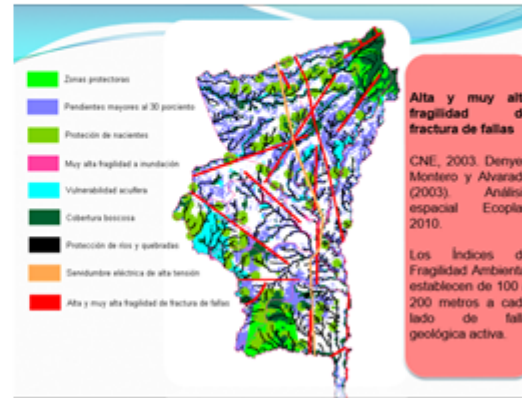 Zonas protectoras
Pendientes mayores al 30 porciento
Proteción de nacientes
Muy alta fragilidad a inundación
Vulnerabilidad acuífera
Cobertura boscosa
Protección de ríos y quebradas
Servidumbre eléctrica de alta tensión
Alta y muy alta fragilidad de fractura de fallas
Alta y muy alt
fragilidad d
fractura de fallas
CNE, 2003. Denye
Montero y Alvarad
(2003). Análisi
espacial Ecopla
2010.
Los Índices d
Fragilidad Ambienta
establecen de 100
200 metros a cad
lado de fall
geológica activa.